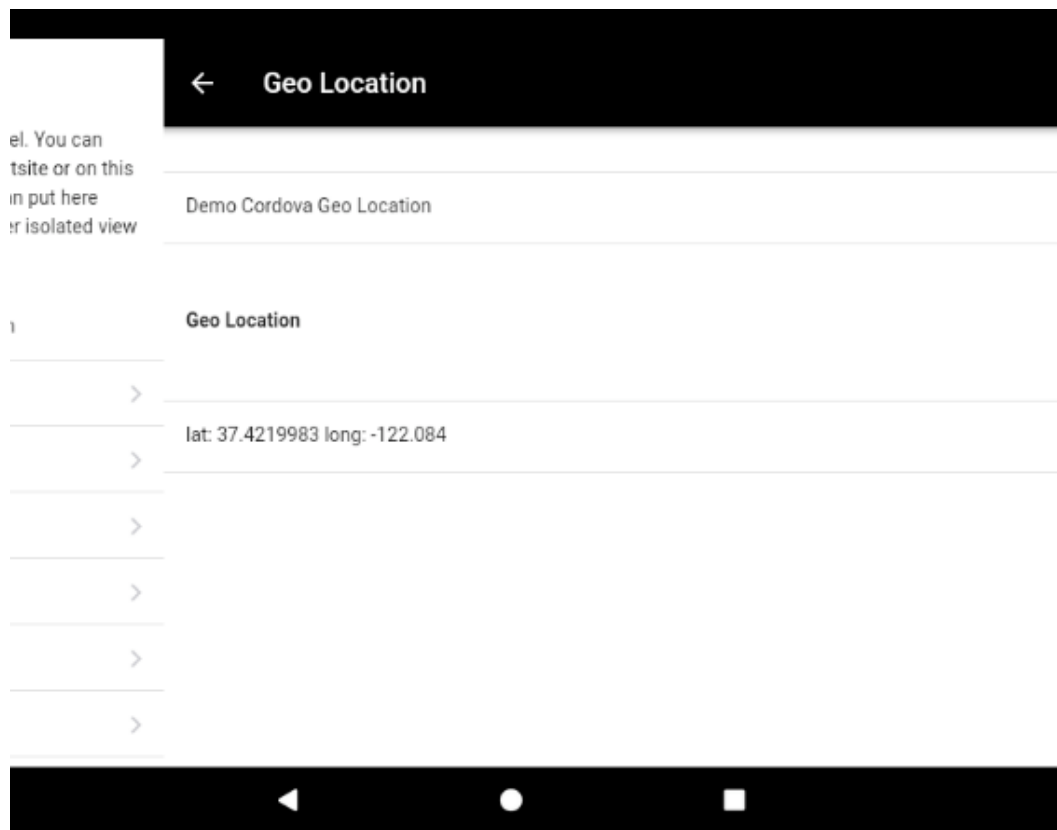 Geo Location
el. You can
tsite or on this
n put here
er isolated view
Demo Cordova Geo Location
Geo Location
lat: 37.4219983 long: -122.084